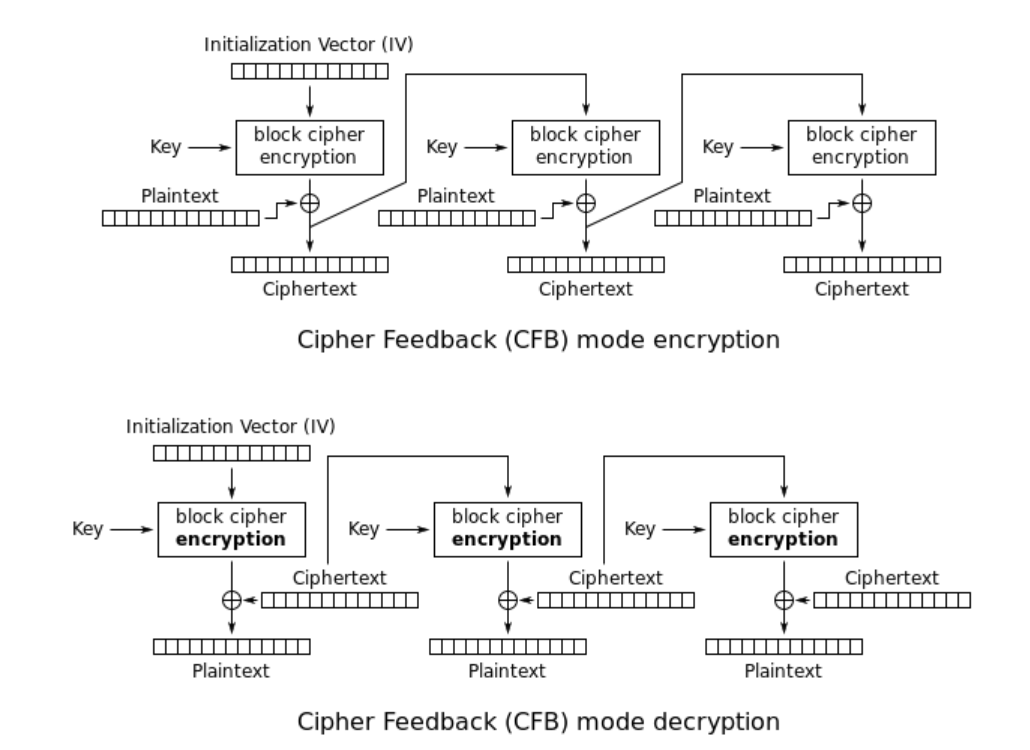 Initialization Vector (IV)
Key
block cipher
encryption
Key
block cipher
encryption
Key
block cipher
encryption
Plaintext
Plaintext
Plaintext
Ciphertext
Ciphertext
Ciphertext
Cipher Feedback (CFB) mode encryption
Initialization Vector (IV)
Key
block cipher
encryption
Key
block cipher
encryption
Key
block cipher
encryption
Ciphertext
Ciphertext
Ciphertext
Plaintext
Plaintext
Plaintext
Cipher Feedback (CFB) mode decryption